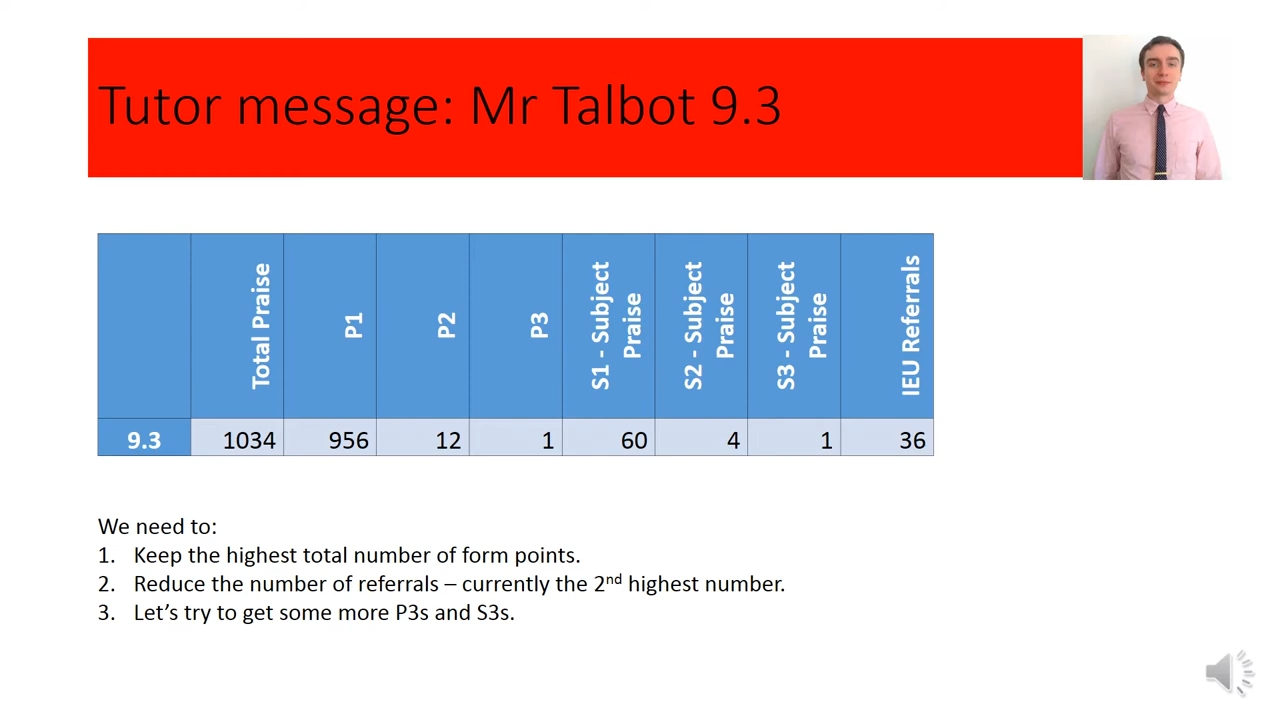 Tutor message: Mr Talbot 9.3
Total Praise
P1
P2
P3
S1 - Subject
Praise
S2 - Subject
Praise
S3 - Subject
Praise
IEU Referrals
9.3 1034 956 12 1 60 4 1 36
We need to:
1. Keep the highest total number of form points.
2. Reduce the number of referrals – currently the 2nd highest number.
3. Let’s try to get some more P3s and S3s.